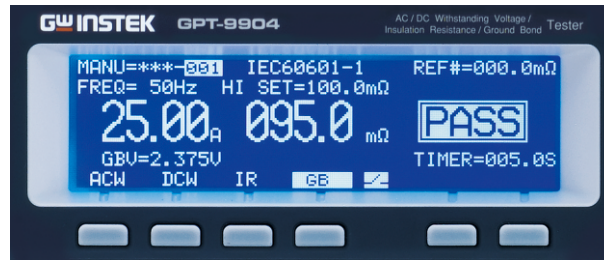 GWINSTEK GPT-9904 AC / DC Withstanding Voltage / Insulation Resistance / Ground Bond Tester
MANU=***-001 IEC60601-1 REF#=000.0mΩ
FREQ= 50Hz HI SET=100.0mΩ
25.00A 095.0 mΩ PASS
GBV=2.375V TIMER=005.0S
ACW DCW IR GB